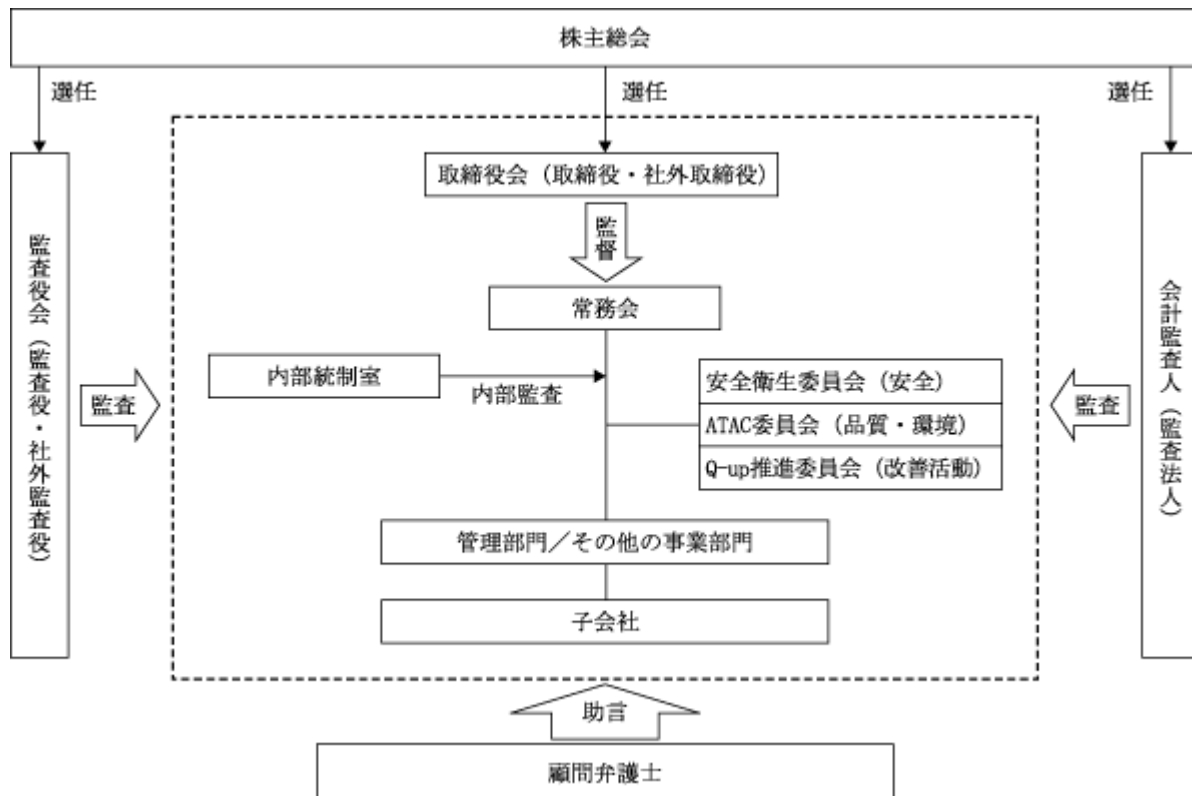 株主総会
選任
選任
選任
取締役会（取締役・社外取締役）
監督
常務会
監査役会（監査役・社外監査役）
監査
内部統制室
内部監査
安全衛生委員会（安全）
ATAC委員会（品質・環境）
Q-up推進委員会（改善活動）
監査
会計監査人（監査法人）
管理部門／その他の事業部門
子会社
助言
顧問弁護士